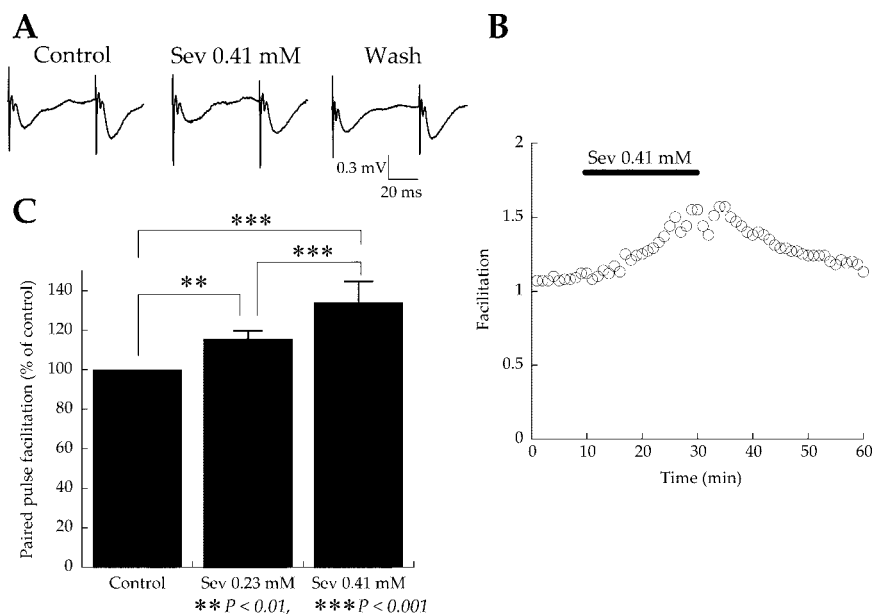 A
Control
Sev 0.41 mM
Wash
0.3 mV
20 ms
B
2
1.5
1
0.5
0
Sev 0.41 mM
Facilitation
0 10 20 30 40 50 60
Time (min)
C
***
***
**
140
120
100
80
60
140
120
0
Paired pulse facilitation (% of control)
Control
Sev 0.23 mM
Sev 0.41 mM
** P < 0.01,
*** P < 0.001